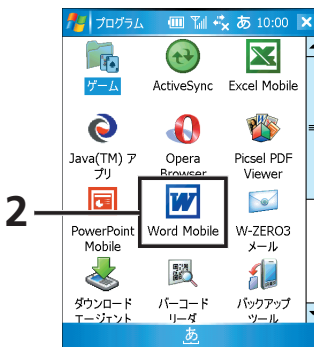 プログラム あ 10:00
ゲーム ActiveSync Excel Mobile
Java(TM) ア
プリ
Opera
Browser
Picsel PDF
Viewer
2
PowerPoint
Mobile
Word Mobile
W-ZERO3
メール
ダウンロード
エージェント
バーコード
リーダ
バックアップ
ツール
あ